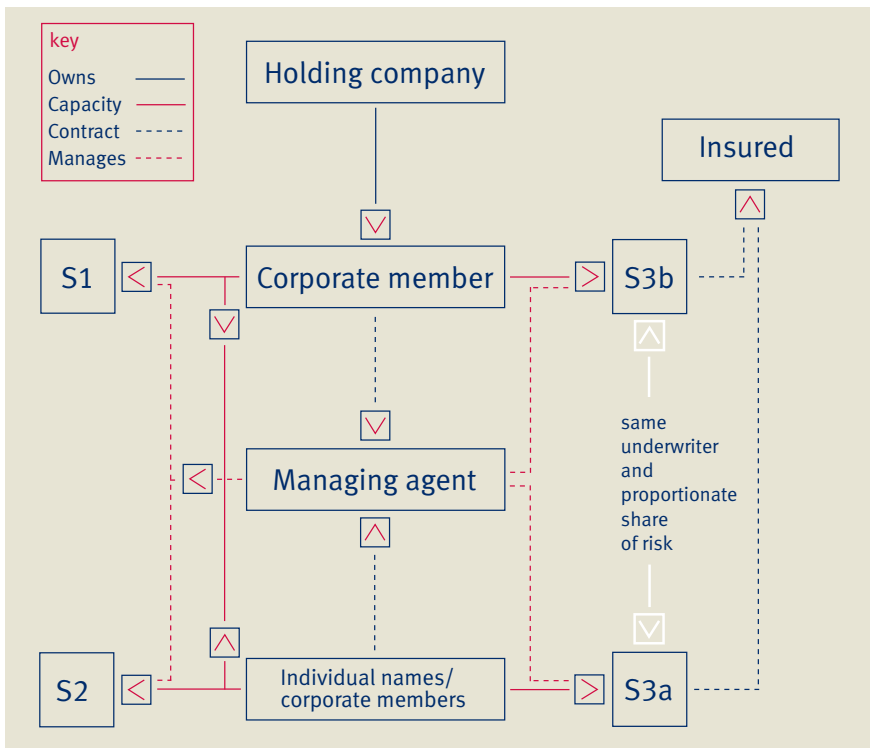 key
Owns
Capacity
Contract
Manages
Holding company
Insured
S1
Corporate member
S3b
same
underwriter
and
proportionate
share
of risk
Managing agent
S2
Individual names/
corporate members
S3a